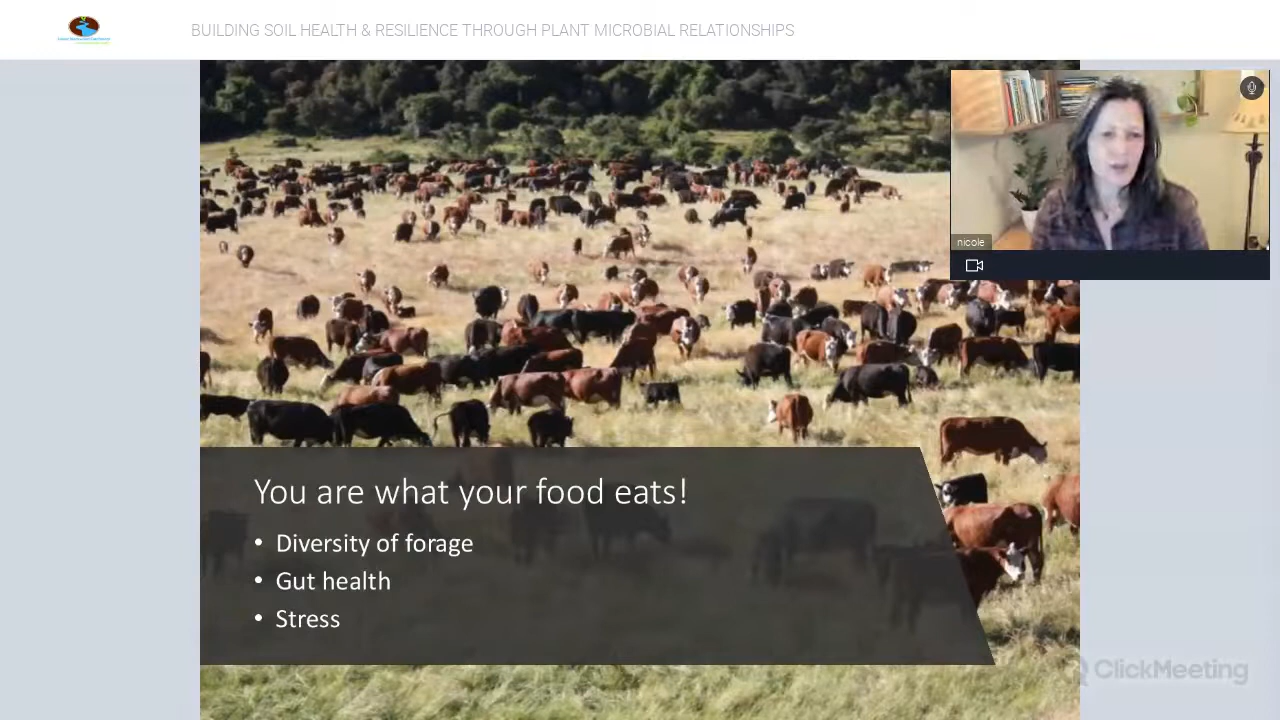 BUILDING SOIL HEALTH & RESILIENCE THROUGH PLANT MICROBIAL RELATIONSHIPS
nicole
You are what your food eats!
• Diversity of forage
• Gut health
• Stress
ClickMeeting